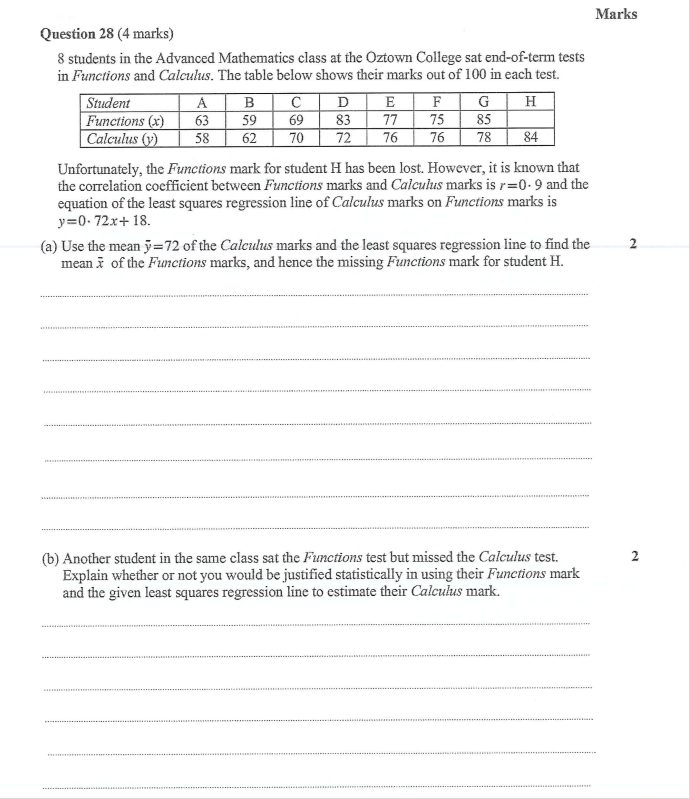 Marks
Question 28 (4 marks)
8 students in the Advanced Mathematics class at the Oztown College sat end-of-term tests
in Functions and Calculus. The table below shows their marks out of 100 in each test.
Student A B C D E F G H
Functions (x) 63 59 69 83 77 75 85
Calculus (y) 58 62 70 72 76 76 78 84
Unfortunately, the Functions mark for student H has been lost. However, it is known that
the correlation coefficient between Functions marks and Calculus marks is r=0·9 and the
equation of the least squares regression line of Calculus marks on Functions marks is
y=0·72x+18.
(a) Use the mean ȳ=72 of the Calculus marks and the least squares regression line to find the 2
mean x̄ of the Functions marks, and hence the missing Functions mark for student H.
(b) Another student in the same class sat the Functions test but missed the Calculus test. 2
Explain whether or not you would be justified statistically in using their Functions mark
and the given least squares regression line to estimate their Calculus mark.